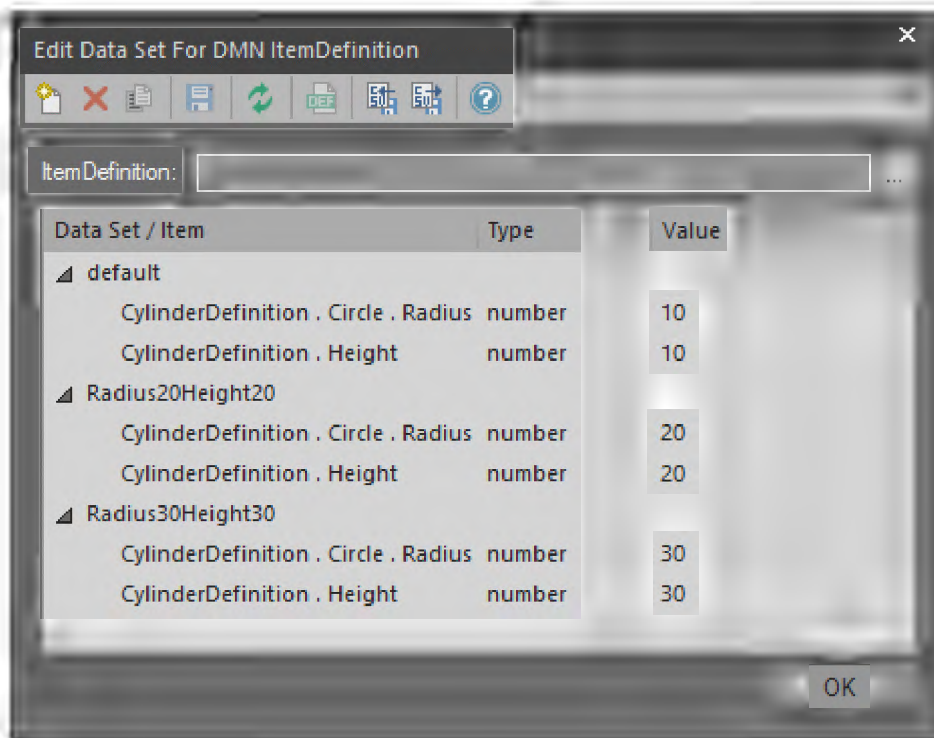 Edit Data Set For DMN ItemDefinition
DEF
ItemDefinition:
...
Data Set / Item Type Value
default
CylinderDefinition . Circle . Radius number 10
CylinderDefinition . Height number 10
Radius20Height20
CylinderDefinition . Circle . Radius number 20
CylinderDefinition . Height number 20
Radius30Height30
CylinderDefinition . Circle . Radius number 30
CylinderDefinition . Height number 30
OK